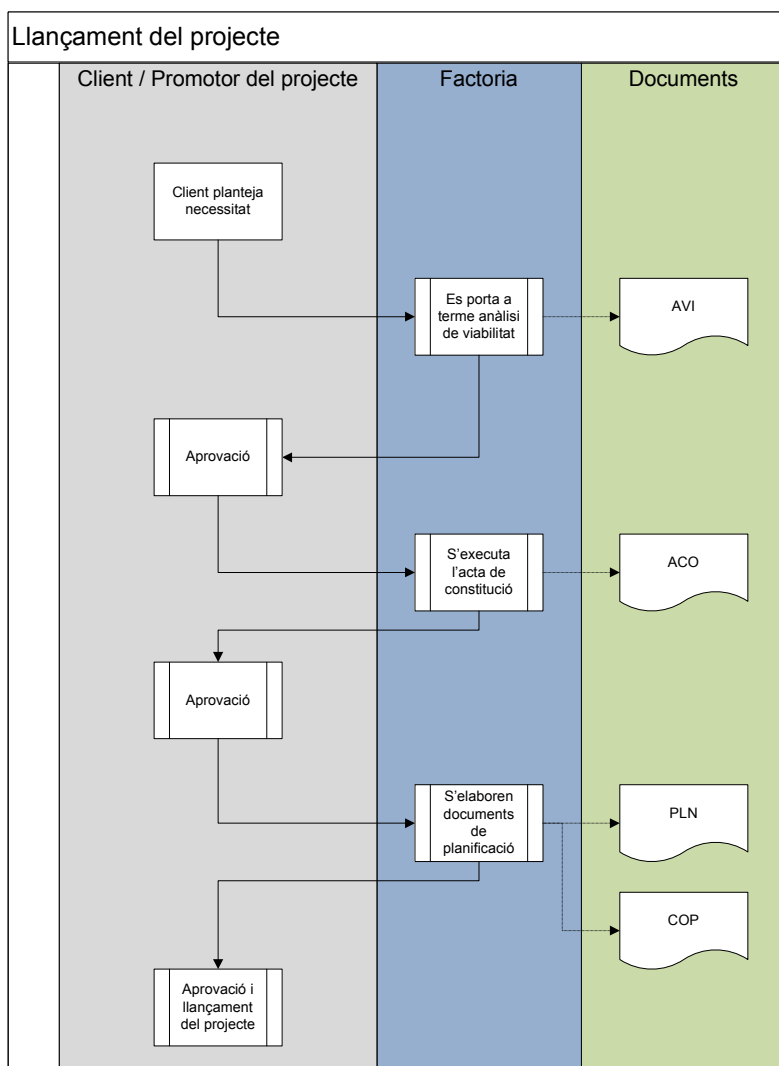 Llançament del projecte
Client / Promotor del projecte
Factoria
Documents
Client planteja
necessitat
Es porta a
terme anàlisi
de viabilitat
AVI
Aprovació
S’executa
l’acta de
constitució
ACO
Aprovació
S’elaboren
documents
de
planificació
PLN
COP
Aprovació i
llançament
del projecte